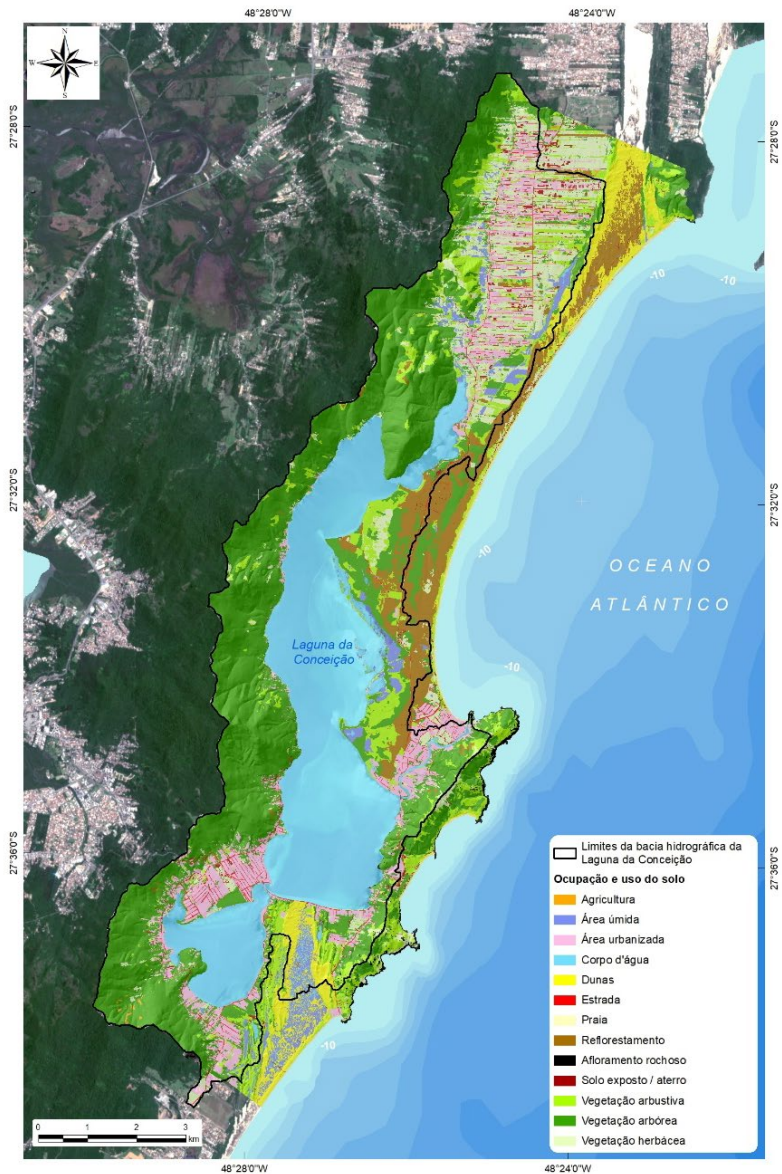 48°28'0"W
48°24'0"W
N
W
E
S
27°28'0"S
27°28'0"S
-10
-10
27°32'0"S
27°32'0"S
-10
OCEANO
ATLÂNTICO
Laguna da
Conceição
-10
27°36'0"S
27°36'0"S
Limites da bacia hidrográfica da
Laguna da Conceição
Ocupação e uso do solo
Agricultura
Área úmida
Área urbanizada
Corpo d'água
Dunas
Estrada
Praia
Reflorestamento
Afloramento rochoso
Solo exposto / aterro
Vegetação arbustiva
Vegetação arbórea
Vegetação herbácea
-10
0 1 2 3
km
48°28'0"W
48°24'0"W